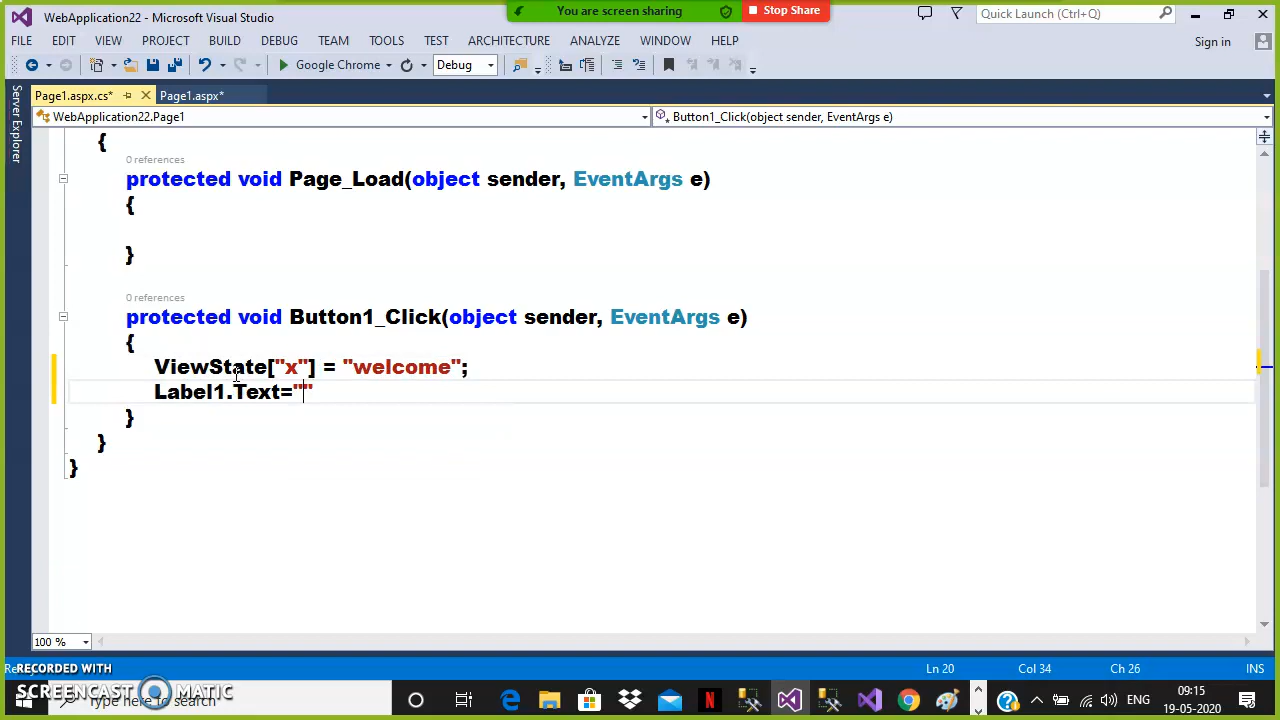 You are screen sharing
Stop Share
WebApplication22 - Microsoft Visual Studio
Quick Launch (Ctrl+Q)
FILE EDIT VIEW PROJECT BUILD DEBUG TEAM TOOLS TEST ARCHITECTURE ANALYZE WINDOW HELP
Sign in
Google Chrome
Debug
Server Explorer
Page1.aspx.cs*
Page1.aspx*
WebApplication22.Page1
Button1_Click(object sender, EventArgs e)
{
0 references
protected void Page_Load(object sender, EventArgs e)
{
}
0 references
protected void Button1_Click(object sender, EventArgs e)
{
ViewState["x"] = "welcome";
Label1.Text=""
}
}
}
100 %
RECORDED WITH
Ln 20 Col 34 Ch 26 INS
SCREENCAST MATIC
Type here to search
ENG
09:15
19-05-2020